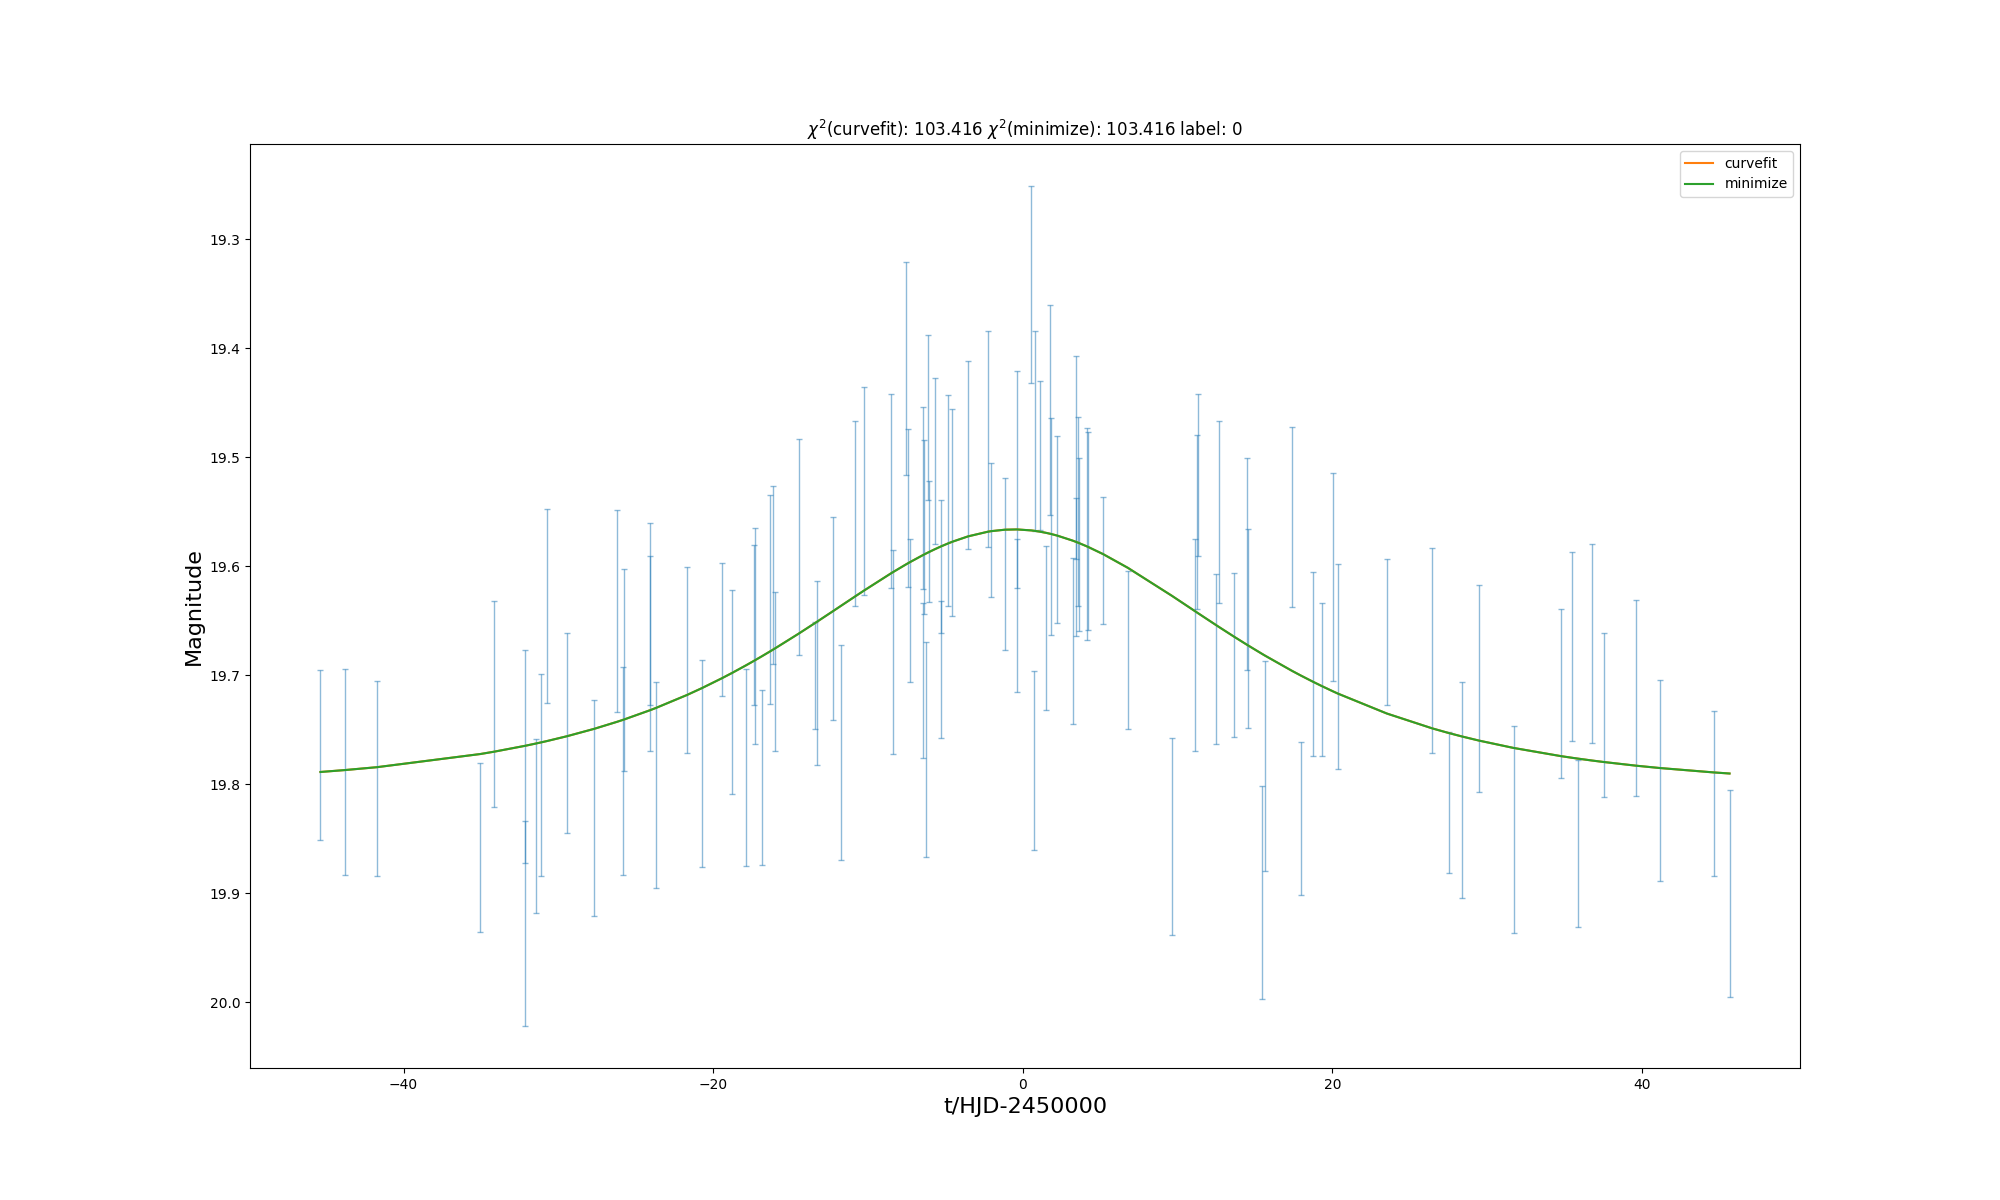 χ²(curvefit): 103.416 χ²(minimize): 103.416 label: 0
curvefit
minimize
19.3
19.4
19.5
19.6
19.7
19.8
19.9
20.0
Magnitude
−40
−20
0
20
40
t/HJD-2450000